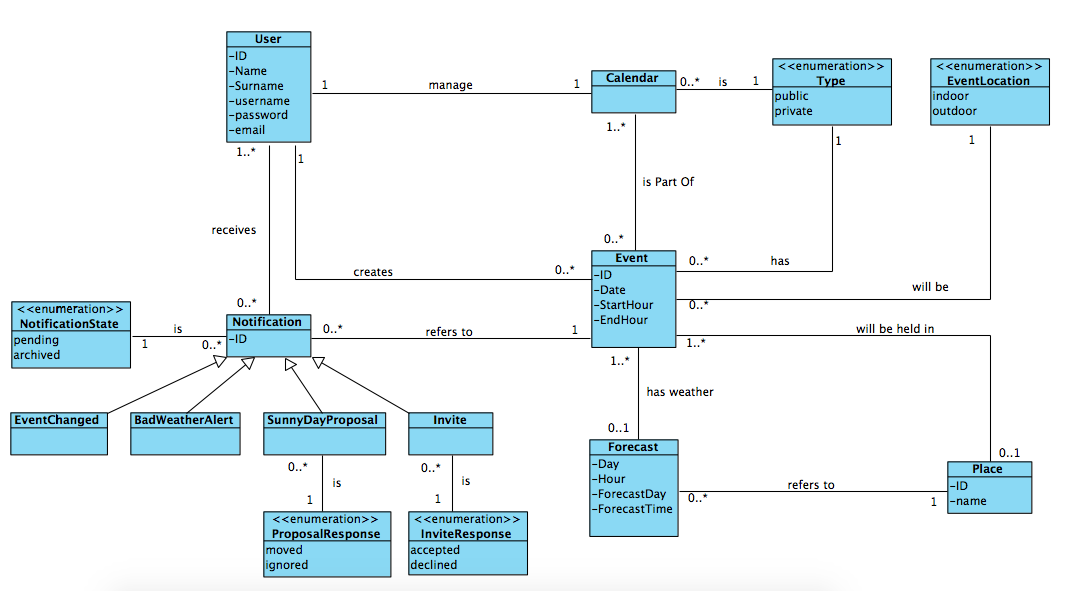 User
-ID
-Name
-Surname
-username
-password
-email
1
manage
1
Calendar
0..*
is
1
<<enumeration>>
Type
public
private
<<enumeration>>
EventLocation
indoor
outdoor
1..*
1
1..*
1
1
is Part Of
receives
0..*
creates
0..*
Event
-ID
-Date
-StartHour
-EndHour
0..*
has
will be
0..*
<<enumeration>>
NotificationState
pending
archived
is
1
0..*
0..*
Notification
-ID
0..*
refers to
1
will be held in
1..*
1..*
has weather
0..1
EventChanged
BadWeatherAlert
SunnyDayProposal
Invite
0..*
is
1
0..*
is
1
<<enumeration>>
ProposalResponse
moved
ignored
<<enumeration>>
InviteResponse
accepted
declined
Forecast
-Day
-Hour
-ForecastDay
-ForecastTime
0..*
refers to
1
0..1
Place
-ID
-name